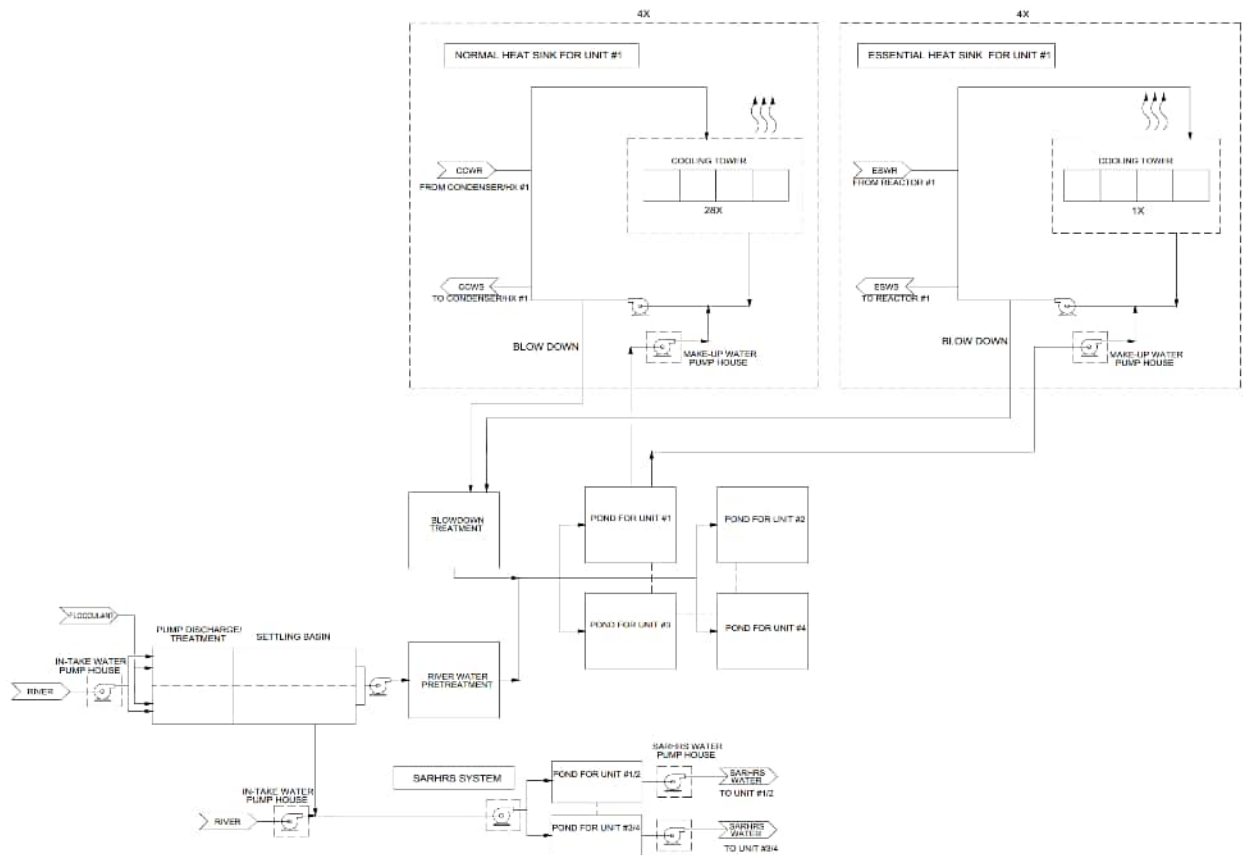 4X
4X
NORMAL HEAT SINK FOR UNIT #1
ESSENTIAL HEAT SINK FOR UNIT #1
COOLING TOWER
28X
COOLING TOWER
1X
CCWR
FROM CONDENSER/HX #1
ESWR
FROM REACTOR #1
CCWS
TO CONDENSER/HX #1
ESWS
TO REACTOR #1
BLOW DOWN
MAKE-UP WATER
PUMP HOUSE
BLOW DOWN
MAKE-UP WATER
PUMP HOUSE
BLOWDOWN
TREATMENT
POND FOR UNIT #1
POND FOR UNIT #2
POND FOR UNIT #3
POND FOR UNIT #4
FLOCCULANT
PUMP DISCHARGE/
TREATMENT
SETTLING BASIN
IN-TAKE WATER
PUMP HOUSE
RIVER
RIVER WATER
PRETREATMENT
SARHRS WATER
PUMP HOUSE
SARHRS SYSTEM
POND FOR UNIT #1/2
SARHRS
WATER
TO UNIT #1/2
IN-TAKE WATER
PUMP HOUSE
RIVER
POND FOR UNIT #3/4
SARHRS
WATER
TO UNIT #3/4